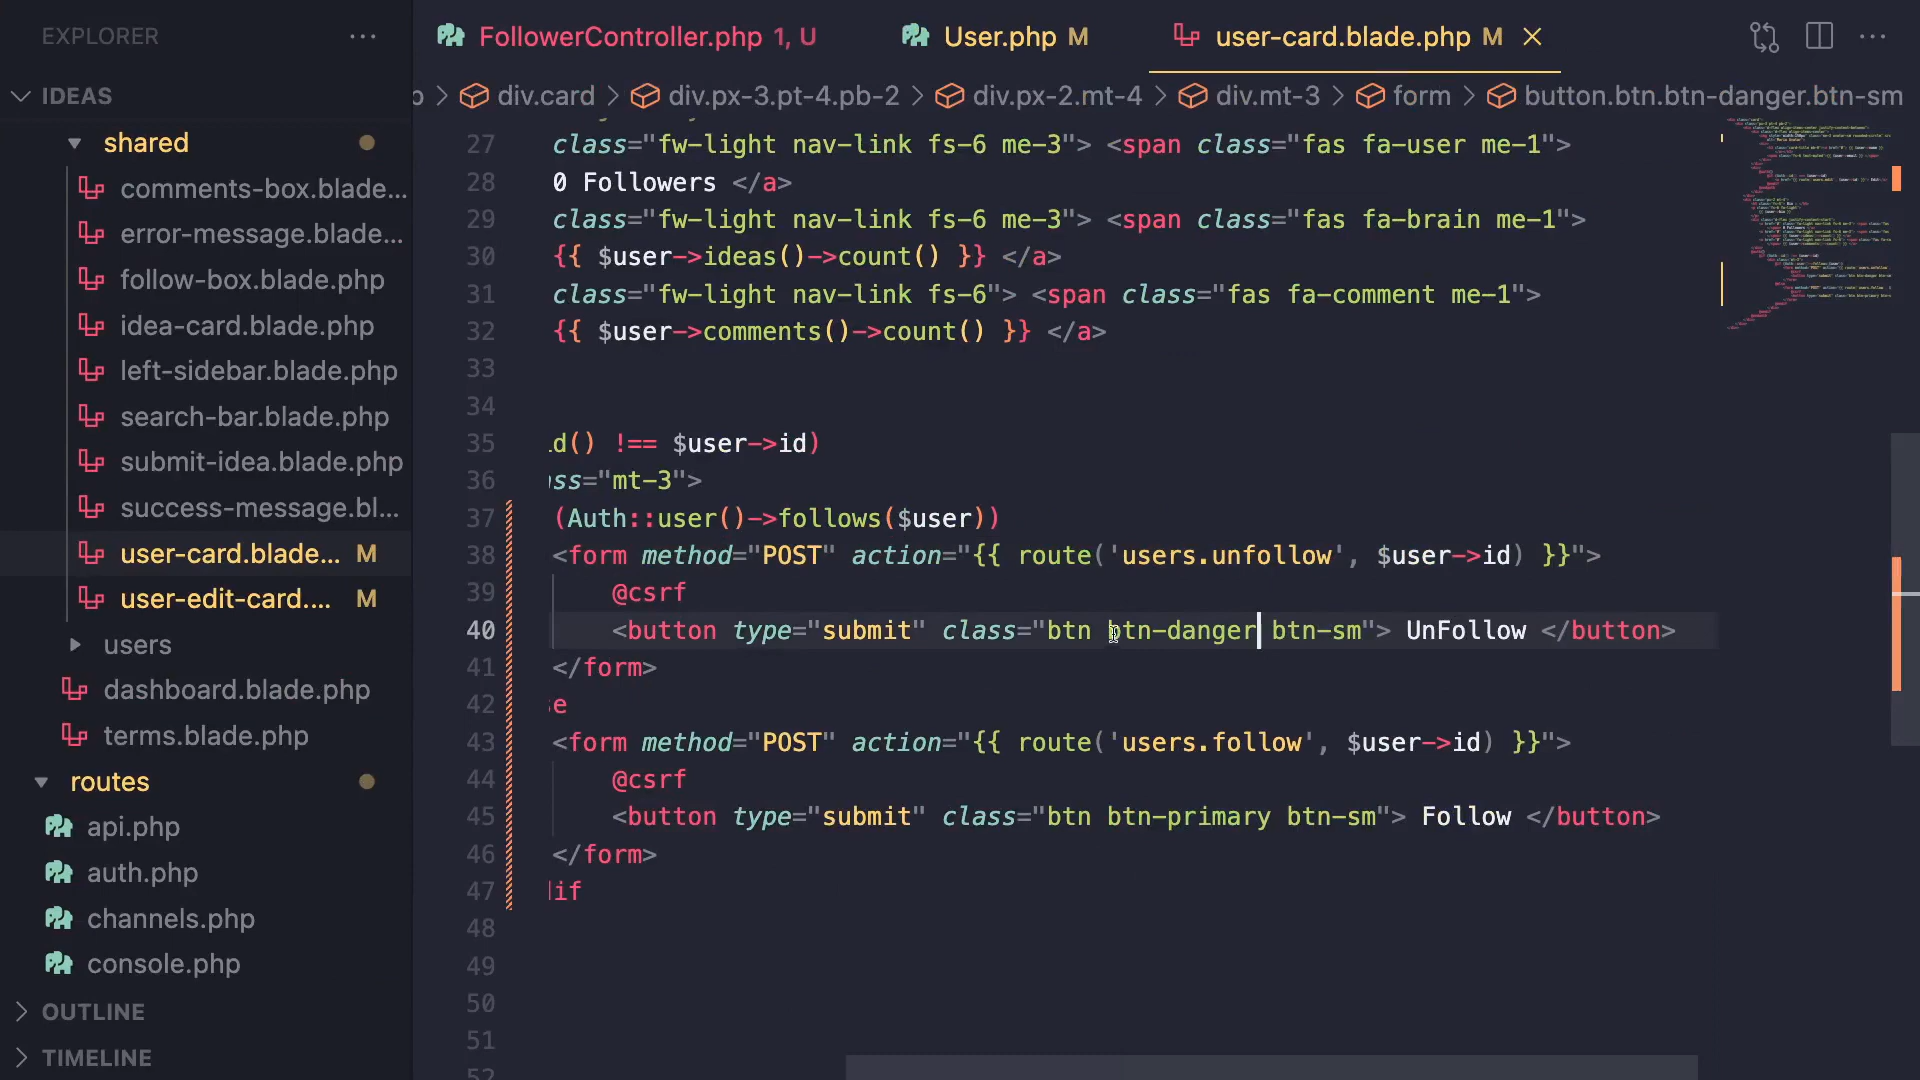 EXPLORER
IDEAS
shared
comments-box.blade...
error-message.blade...
follow-box.blade.php
idea-card.blade.php
left-sidebar.blade.php
search-bar.blade.php
submit-idea.blade.php
success-message.bl...
user-card.blade... M
user-edit-card.... M
users
dashboard.blade.php
terms.blade.php
routes
api.php
auth.php
channels.php
console.php
OUTLINE
TIMELINE
FollowerController.php 1, U
User.php M
user-card.blade.php M
p > div.card > div.px-3.pt-4.pb-2 > div.px-2.mt-4 > div.mt-3 > form > button.btn.btn-danger.btn-sm
27 class="fw-light nav-link fs-6 me-3"> <span class="fas fa-user me-1">
28 0 Followers </a>
29 class="fw-light nav-link fs-6 me-3"> <span class="fas fa-brain me-1">
30 {{ $user->ideas()->count() }} </a>
31 class="fw-light nav-link fs-6"> <span class="fas fa-comment me-1">
32 {{ $user->comments()->count() }} </a>
33
34
35 id() !== $user->id)
36 ass="mt-3">
37 (Auth::user()->follows($user))
38 <form method="POST" action="{{ route('users.unfollow', $user->id) }}">
39 @csrf
40 <button type="submit" class="btn btn-danger btn-sm"> UnFollow </button>
41 </form>
42 se
43 <form method="POST" action="{{ route('users.follow', $user->id) }}">
44 @csrf
45 <button type="submit" class="btn btn-primary btn-sm"> Follow </button>
46 </form>
47 dif
48
49
50
51
52